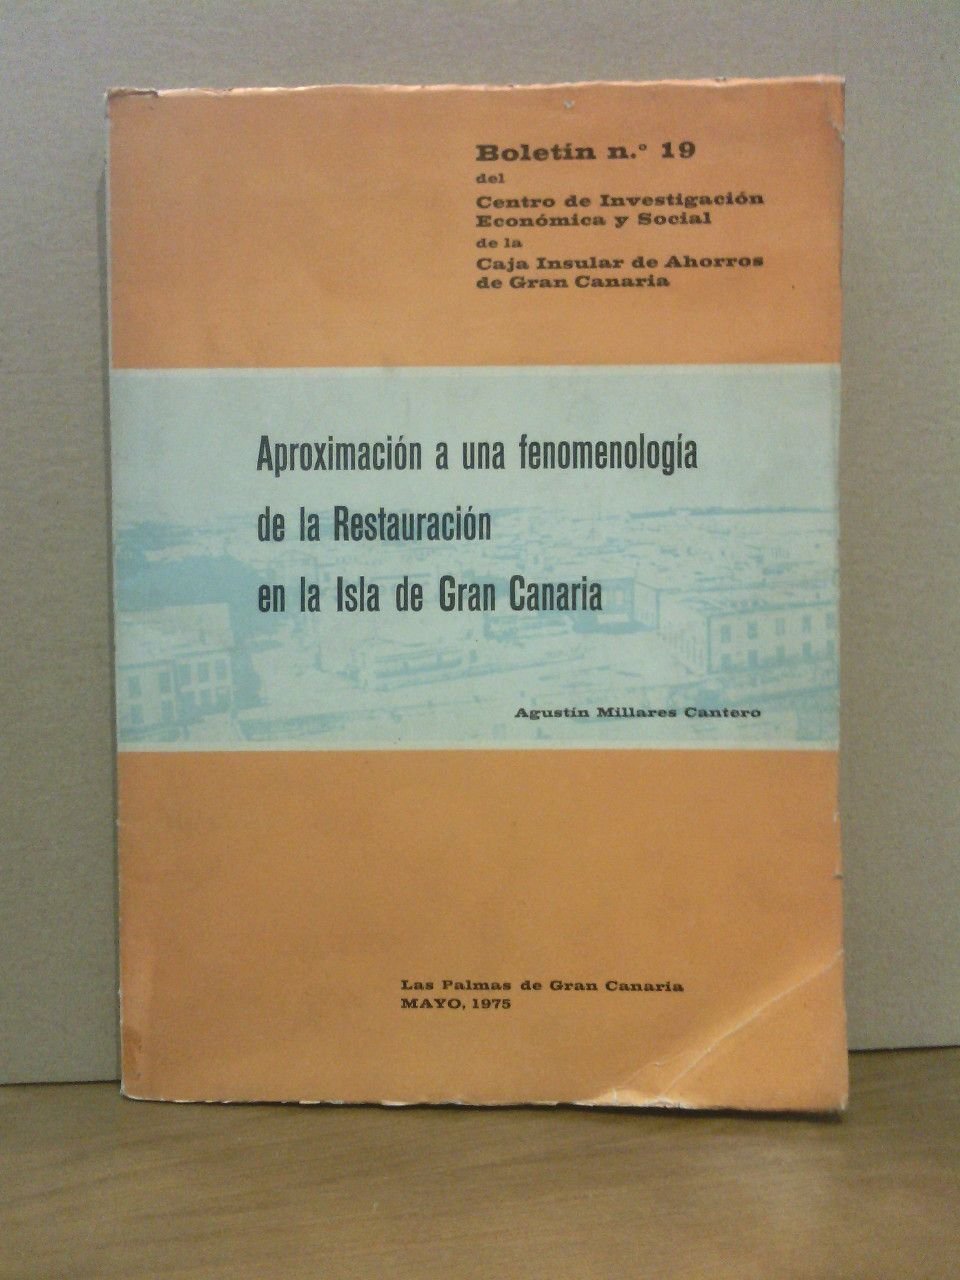 Boletín n.º 19
del
Centro de Investigación
Económica y Social
de la
Caja Insular de Ahorros
de Gran Canaria
Aproximación a una fenomenología
de la Restauración
en la Isla de Gran Canaria
Agustín Millares Cantero
Las Palmas de Gran Canaria
MAYO, 1975